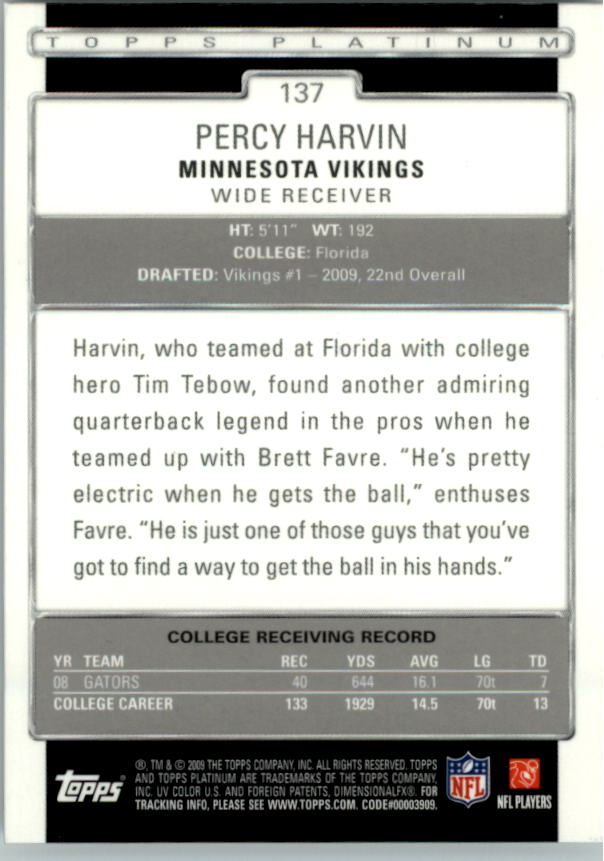 TOPPS PLATINUM
137
PERCY HARVIN
MINNESOTA VIKINGS
WIDE RECEIVER
HT: 5'11" WT: 192
COLLEGE: Florida
DRAFTED: Vikings #1 – 2009, 22nd Overall
Harvin, who teamed at Florida with college
hero Tim Tebow, found another admiring
quarterback legend in the pros when he
teamed up with Brett Favre. “He's pretty
electric when he gets the ball,” enthuses
Favre. “He is just one of those guys that you've
got to find a way to get the ball in his hands.”
COLLEGE RECEIVING RECORD
YR TEAM REC YDS AVG LG TD
08 GATORS 40 644 16.1 70t 7
COLLEGE CAREER 133 1929 14.5 70t 13
®, TM & © 2009 THE TOPPS COMPANY, INC. ALL RIGHTS RESERVED. TOPPS
AND TOPPS PLATINUM ARE TRADEMARKS OF THE TOPPS COMPANY,
INC. UV COLOR U.S. AND FOREIGN PATENTS, DIMENSIONALFX®. FOR
TRACKING INFO, PLEASE SEE WWW.TOPPS.COM. CODE#00003909.
Topps®
NFL
NFL PLAYERS